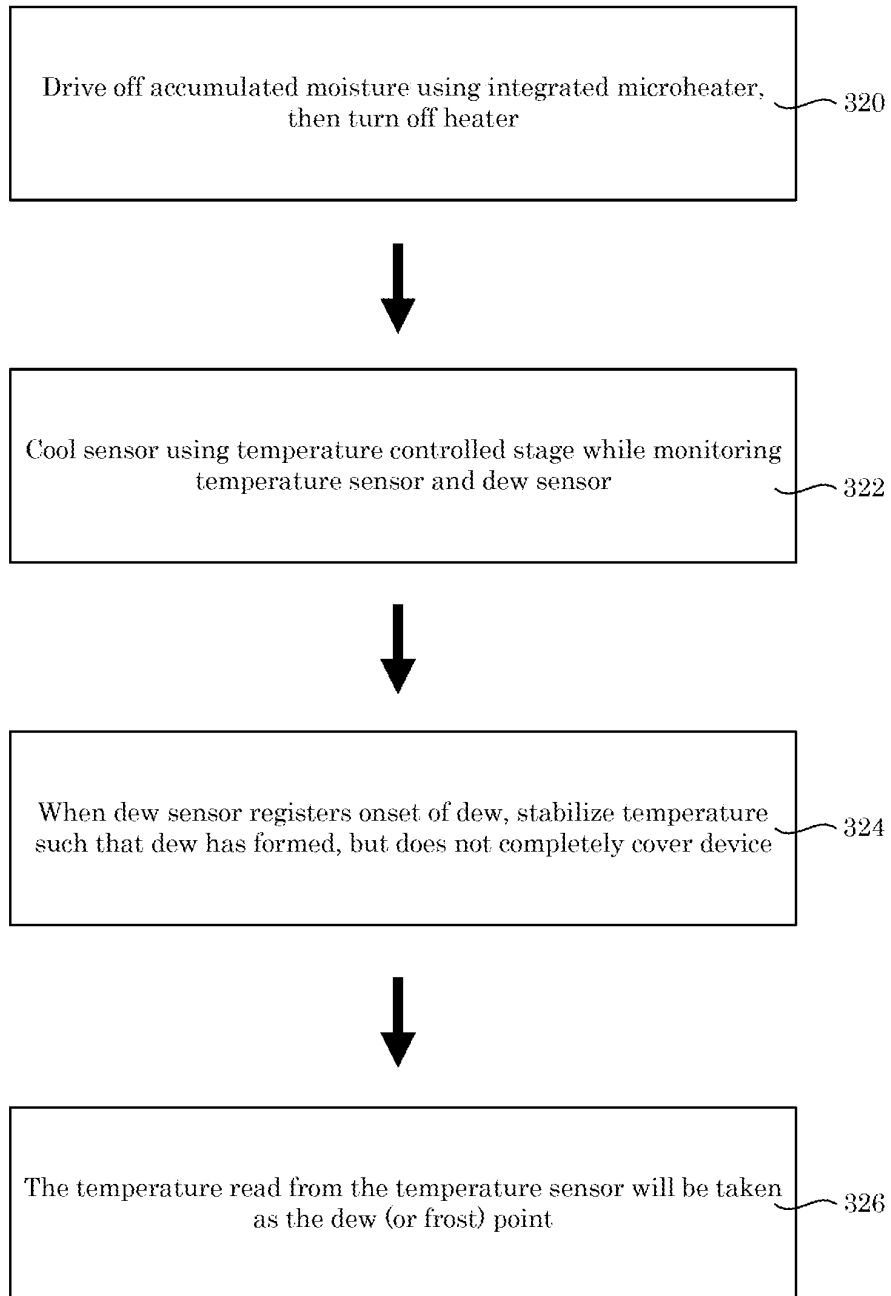 Drive off accumulated moisture using integrated microheater,
then turn off heater
320
Cool sensor using temperature controlled stage while monitoring
temperature sensor and dew sensor
322
When dew sensor registers onset of dew, stabilize temperature
such that dew has formed, but does not completely cover device
324
The temperature read from the temperature sensor will be taken
as the dew (or frost) point
326